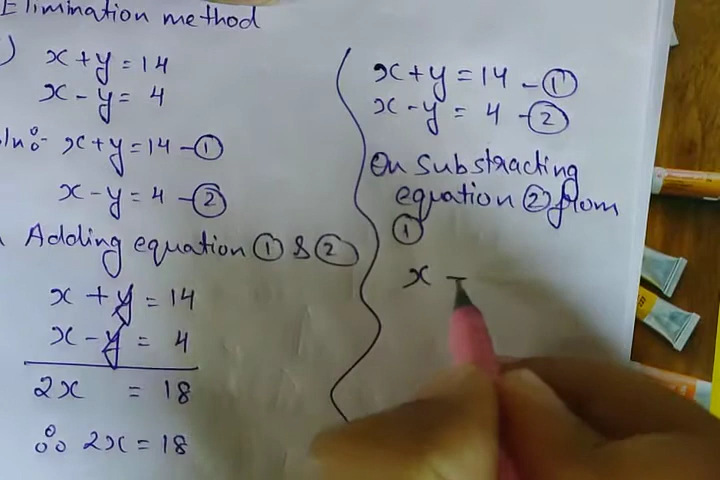 Elimination method
) x + y = 14
x - y = 4
oln:- x + y = 14 - ①
x - y = 4 - ②
Adding equation ① & ②
x + y = 14
x - y = 4
2x = 18
∴ 2x = 18
x + y = 14 - ①
x - y = 4 - ②
On substracting
equation ② from
①
x -